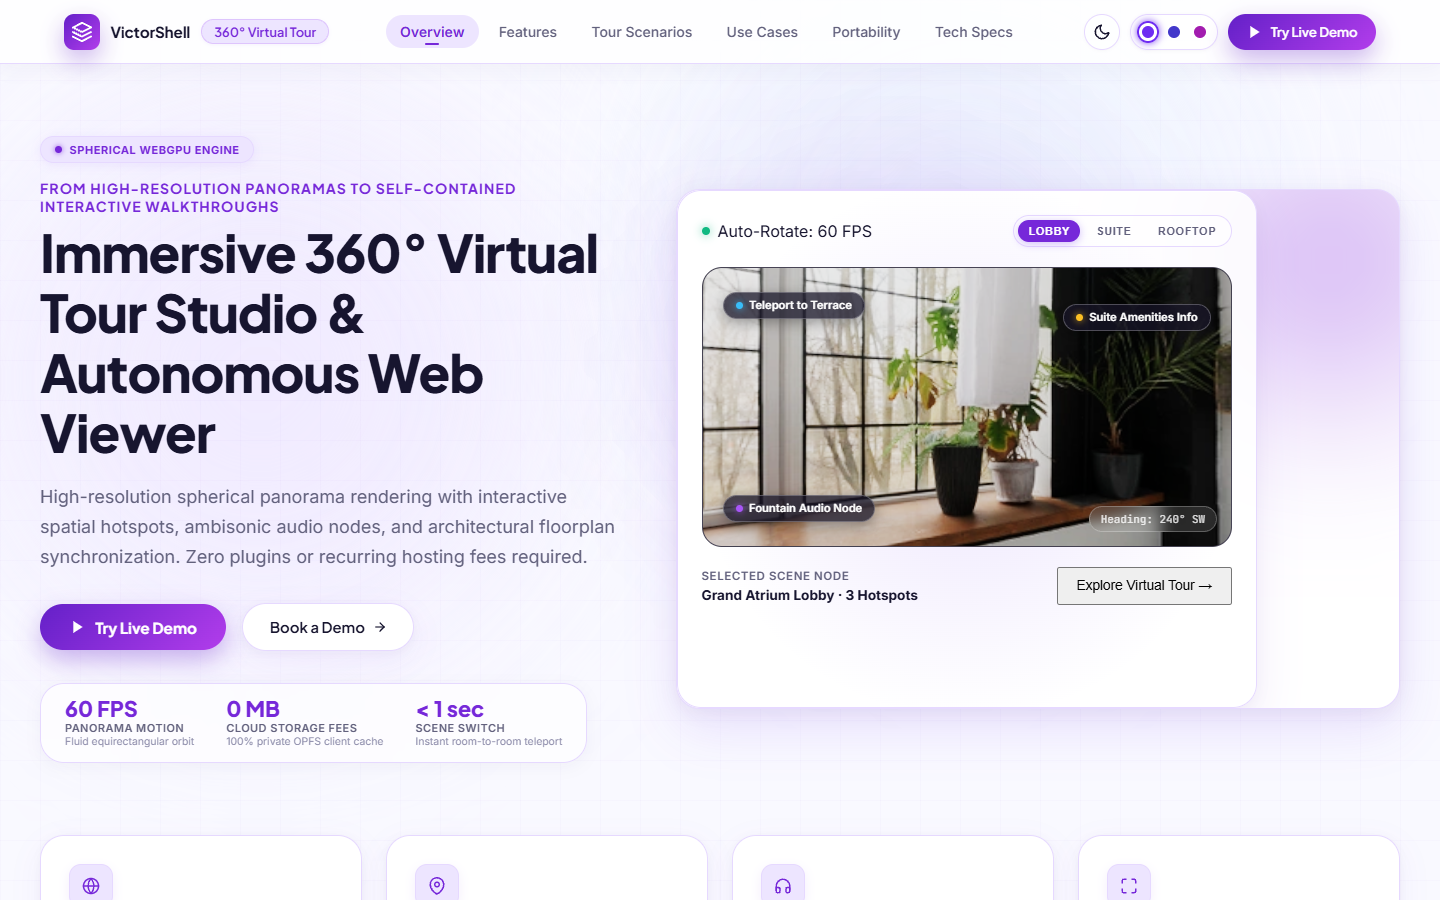 VictorShell
360° Virtual Tour
Overview
Features
Tour Scenarios
Use Cases
Portability
Tech Specs
Try Live Demo
SPHERICAL WEBGPU ENGINE
FROM HIGH-RESOLUTION PANORAMAS TO SELF-CONTAINED
INTERACTIVE WALKTHROUGHS
Immersive 360° Virtual
Tour Studio &
Autonomous Web
Viewer
High-resolution spherical panorama rendering with interactive
spatial hotspots, ambisonic audio nodes, and architectural floorplan
synchronization. Zero plugins or recurring hosting fees required.
Try Live Demo
Book a Demo →
60 FPS
PANORAMA MOTION
Fluid equirectangular orbit
0 MB
CLOUD STORAGE FEES
100% private OPFS client cache
< 1 sec
SCENE SWITCH
Instant room-to-room teleport
Auto-Rotate: 60 FPS
LOBBY
SUITE
ROOFTOP
Teleport to Terrace
Suite Amenities Info
Fountain Audio Node
Heading: 240° SW
SELECTED SCENE NODE
Grand Atrium Lobby · 3 Hotspots
Explore Virtual Tour →